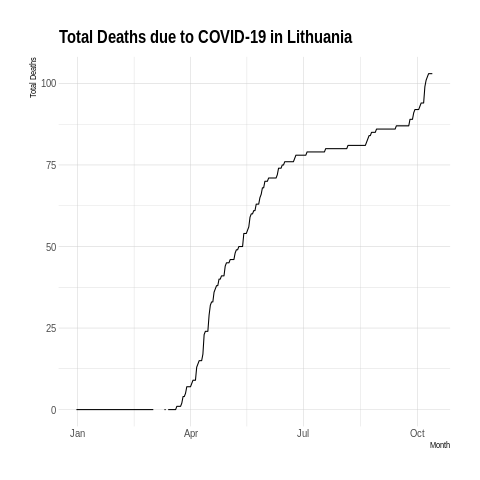 Total Deaths due to COVID-19 in Lithuania
Total Deaths
100
75
50
25
0
Jan Apr Jul Oct
Month